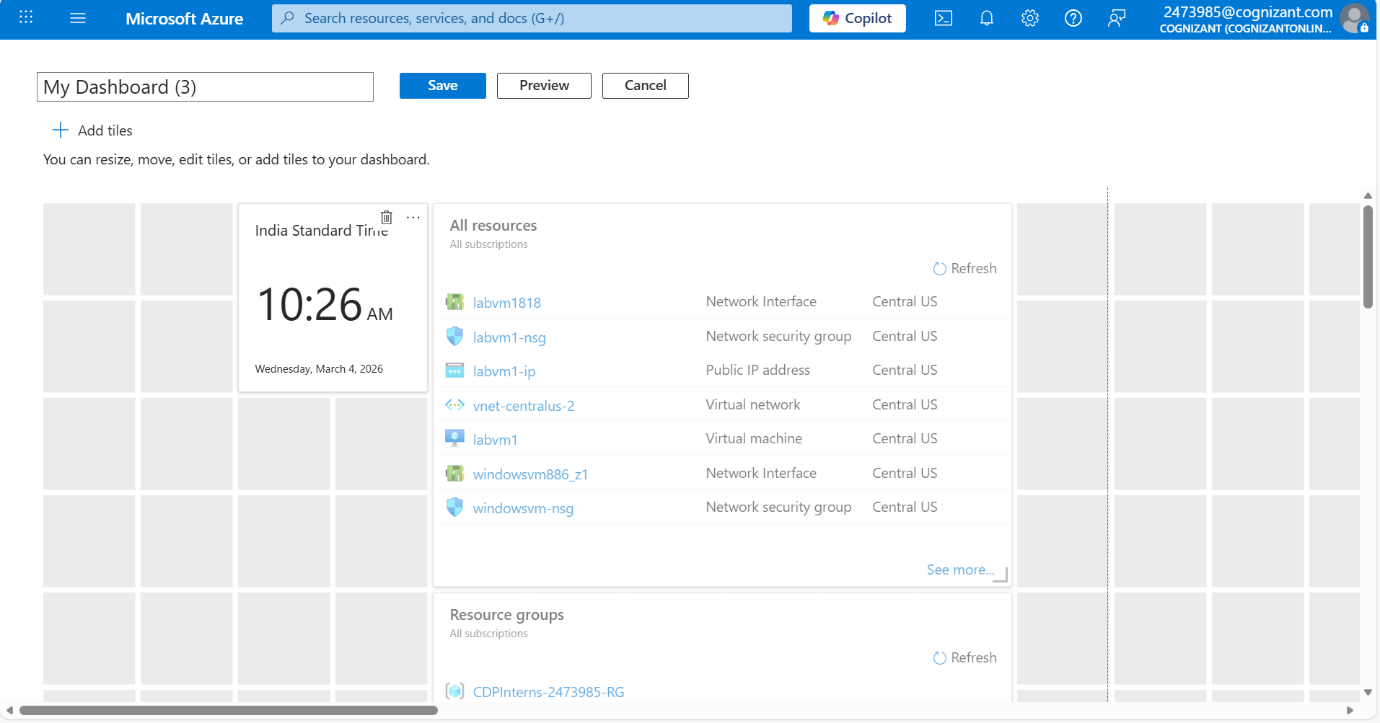 Microsoft Azure
Search resources, services, and docs (G+/)
Copilot
2473985@cognizant.com
COGNIZANT (COGNIZANTONLIN...
My Dashboard (3)
Save
Preview
Cancel
Add tiles
You can resize, move, edit tiles, or add tiles to your dashboard.
India Standard Time
10:26 AM
Wednesday, March 4, 2026
All resources
All subscriptions
Refresh
labvm1818 Network Interface Central US
labvm1-nsg Network security group Central US
labvm1-ip Public IP address Central US
vnet-centralus-2 Virtual network Central US
labvm1 Virtual machine Central US
windowsvm886_z1 Network Interface Central US
windowsvm-nsg Network security group Central US
See more...
Resource groups
All subscriptions
Refresh
CDPInterns-2473985-RG